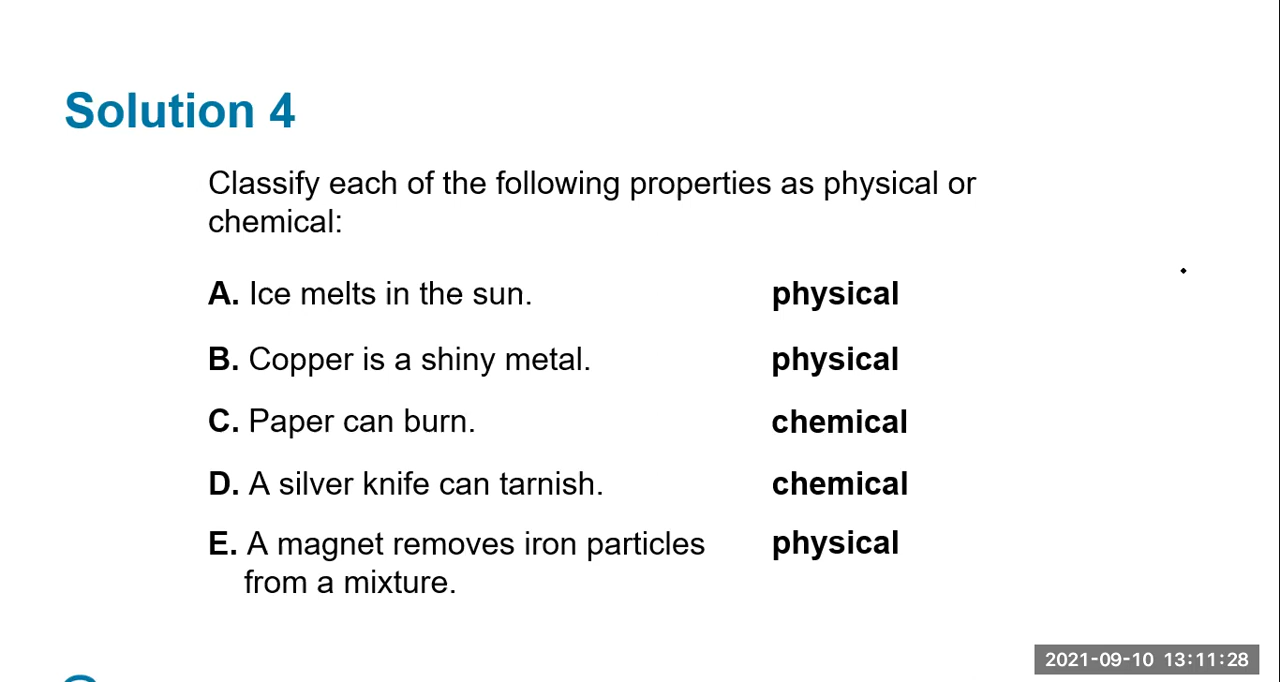 Solution 4
Classify each of the following properties as physical or
chemical:
A. Ice melts in the sun. physical
B. Copper is a shiny metal. physical
C. Paper can burn. chemical
D. A silver knife can tarnish. chemical
E. A magnet removes iron particles physical
from a mixture.
2021-09-10 13:11:28